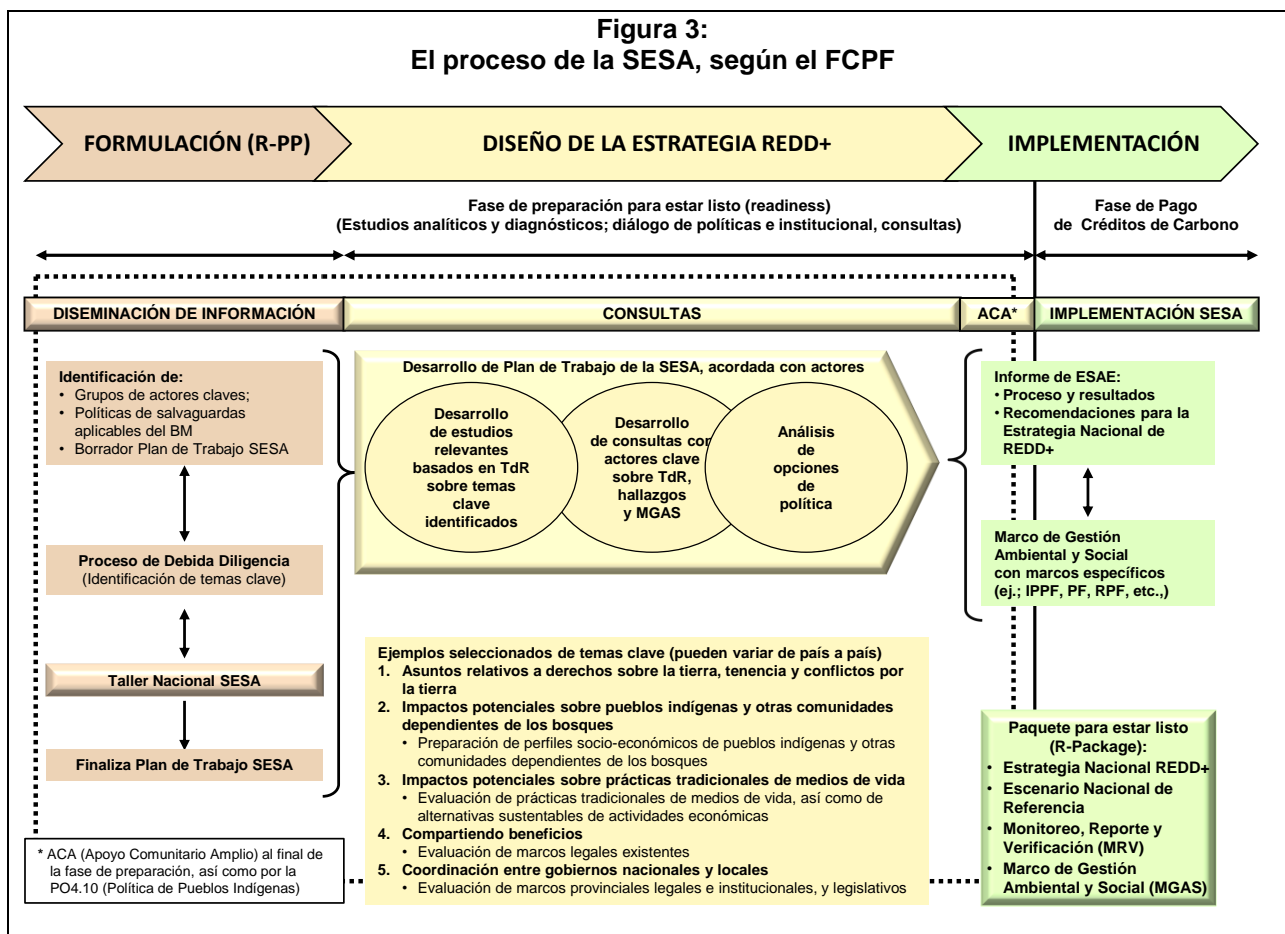 Figura 3:
El proceso de la SESA, según el FCPF
FORMULACIÓN (R-PP)
DISEÑO DE LA ESTRATEGIA REDD+
IMPLEMENTACIÓN
Fase de preparación para estar listo (readiness)
(Estudios analíticos y diagnósticos; diálogo de políticas e institucional, consultas)
Fase de Pago
de Créditos de Carbono
DISEMINACIÓN DE INFORMACIÓN
CONSULTAS
ACA*
IMPLEMENTACIÓN SESA
Identificación de:
• Grupos de actores claves;
• Políticas de salvaguardas
aplicables del BM
• Borrador Plan de Trabajo SESA
Proceso de Debida Diligencia
(Identificación de temas clave)
Taller Nacional SESA
Finaliza Plan de Trabajo SESA
* ACA (Apoyo Comunitario Amplio) al final de
la fase de preparación, así como por la
PO4.10 (Política de Pueblos Indígenas)
Desarrollo de Plan de Trabajo de la SESA, acordada con actores
Desarrollo
de estudios
relevantes
basados en TdR
sobre temas
clave
identificados
Desarrollo
de consultas con
actores clave
sobre TdR,
hallazgos
y MGAS
Análisis
de
opciones
de
política
Ejemplos seleccionados de temas clave (pueden variar de país a país)
1. Asuntos relativos a derechos sobre la tierra, tenencia y conflictos por
la tierra
2. Impactos potenciales sobre pueblos indígenas y otras comunidades
dependientes de los bosques
• Preparación de perfiles socio-económicos de pueblos indígenas y otras
comunidades dependientes de los bosques
3. Impactos potenciales sobre prácticas tradicionales de medios de vida
• Evaluación de prácticas tradicionales de medios de vida, así como de
alternativas sustentables de actividades económicas
4. Compartiendo beneficios
• Evaluación de marcos legales existentes
5. Coordinación entre gobiernos nacionales y locales
• Evaluación de marcos provinciales legales e institucionales, y legislativos
Informe de ESAE:
• Proceso y resultados
• Recomendaciones para la
Estrategia Nacional de
REDD+
Marco de Gestión
Ambiental y Social
con marcos específicos
(ej.; IPPF, PF, RPF, etc.,)
Paquete para estar listo
(R-Package):
• Estrategia Nacional REDD+
• Escenario Nacional de
Referencia
• Monitoreo, Reporte y
Verificación (MRV)
• Marco de Gestión
Ambiental y Social (MGAS)